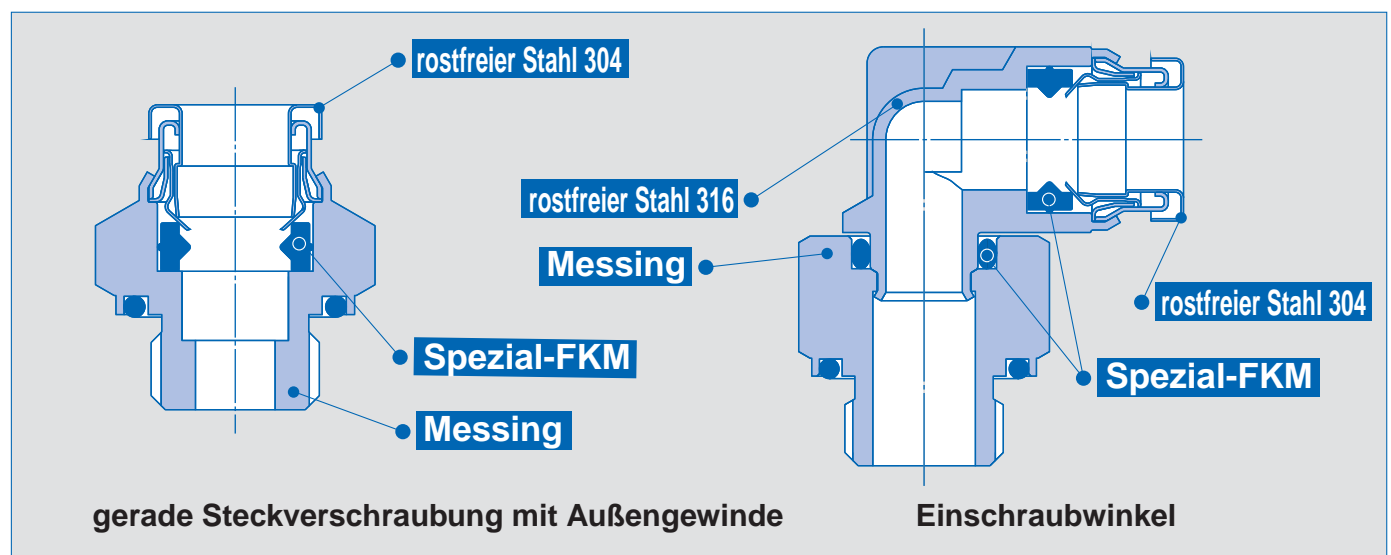 rostfreier Stahl 304
Spezial-FKM
Messing
gerade Steckverschraubung mit Außengewinde
rostfreier Stahl 316
Messing
rostfreier Stahl 304
Spezial-FKM
Einschraubwinkel